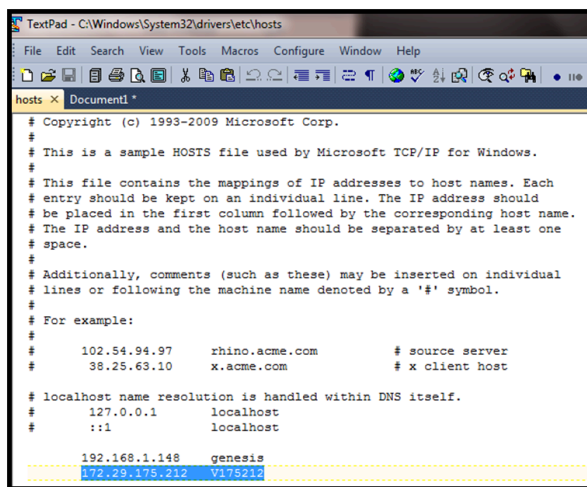 TextPad - C:\Windows\System32\drivers\etc\hosts
File Edit Search View Tools Macros Configure Window Help
hosts Document1 *
# Copyright (c) 1993-2009 Microsoft Corp.
#
# This is a sample HOSTS file used by Microsoft TCP/IP for Windows.
#
# This file contains the mappings of IP addresses to host names. Each
# entry should be kept on an individual line. The IP address should
# be placed in the first column followed by the corresponding host name.
# The IP address and the host name should be separated by at least one
# space.
#
# Additionally, comments (such as these) may be inserted on individual
# lines or following the machine name denoted by a '#' symbol.
#
# For example:
#
# 102.54.94.97 rhino.acme.com # source server
# 38.25.63.10 x.acme.com # x client host
# localhost name resolution is handled within DNS itself.
# 127.0.0.1 localhost
# ::1 localhost
192.168.1.148 genesis
172.29.175.212 V175212